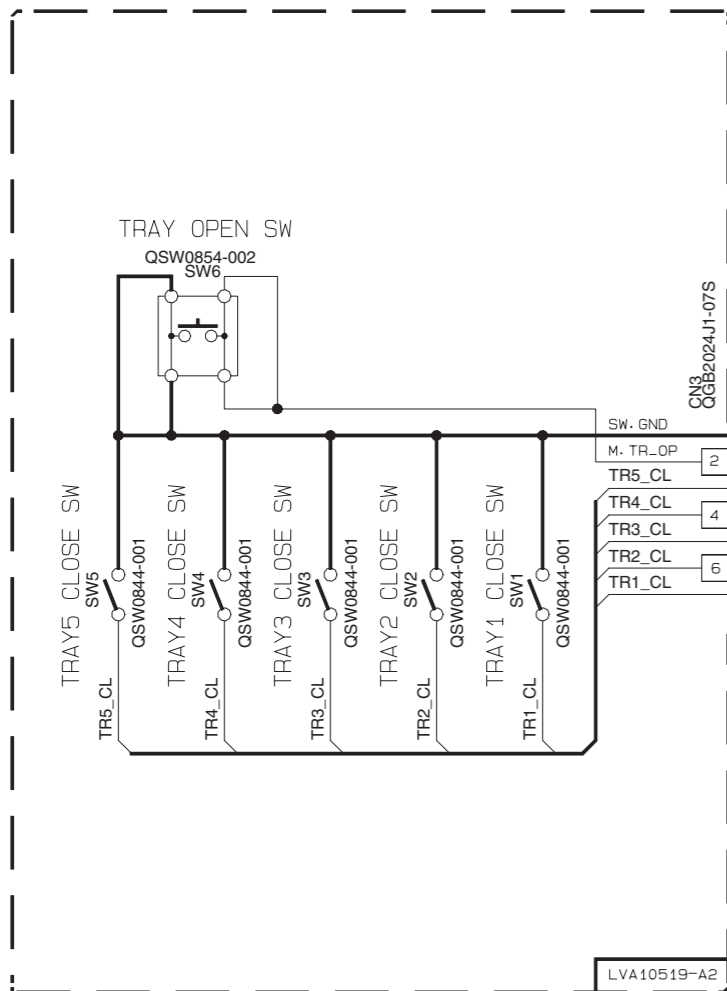 TRAY OPEN SW
QSW0854-002
SW6
CN3
QGB2024J1-07S
SW.GND
M.TR_OP
2
TR5_CL
TR4_CL
4
TR3_CL
TR2_CL
6
TR1_CL
TRAY5 CLOSE SW
SW5
QSW0844-001
TR5_CL
TRAY4 CLOSE SW
SW4
QSW0844-001
TR4_CL
TRAY3 CLOSE SW
SW3
QSW0844-001
TR3_CL
TRAY2 CLOSE SW
SW2
QSW0844-001
TR2_CL
TRAY1 CLOSE SW
SW1
QSW0844-001
TR1_CL
LVA10519-A2